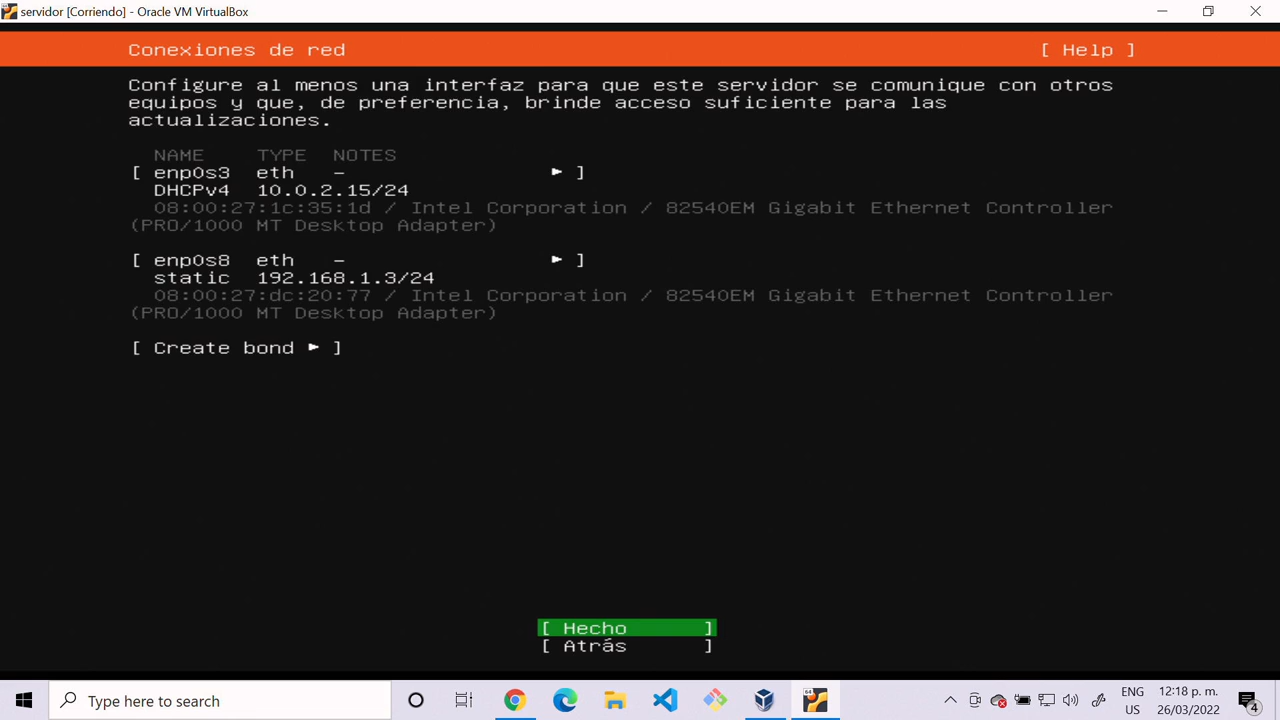 servidor [Corriendo] - Oracle VM VirtualBox
Conexiones de red [ Help ]
Configure al menos una interfaz para que este servidor se comunique con otros
equipos y que, de preferencia, brinde acceso suficiente para las
actualizaciones.
NAME TYPE NOTES
[ enp0s3 eth - ▸ ]
DHCPv4 10.0.2.15/24
08:00:27:1c:35:1d / Intel Corporation / 82540EM Gigabit Ethernet Controller
(PRO/1000 MT Desktop Adapter)
[ enp0s8 eth - ▸ ]
static 192.168.1.3/24
08:00:27:dc:20:77 / Intel Corporation / 82540EM Gigabit Ethernet Controller
(PRO/1000 MT Desktop Adapter)
[ Create bond ▸ ]
[ Hecho ]
[ Atrás ]
Type here to search
ENG
US
12:18 p. m.
26/03/2022
4